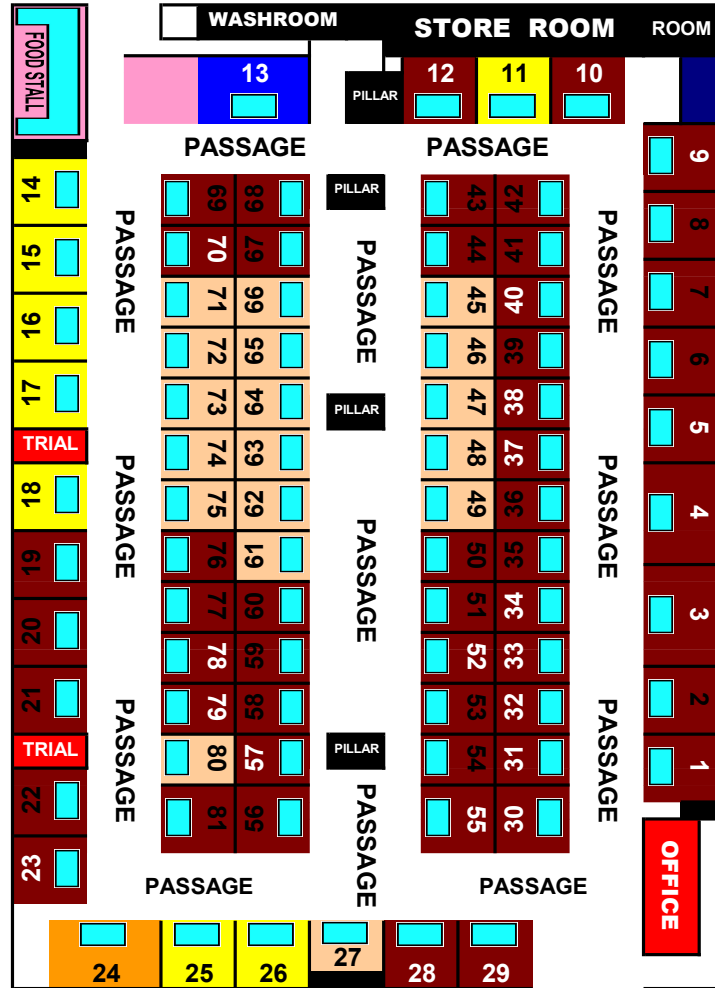 WASHROOM
STORE ROOM
ROOM
FOOD STALL
13
PILLAR
12
11
10
PASSAGE
PASSAGE
9
8
7
6
5
4
3
2
1
14
15
16
17
TRIAL
18
19
20
21
TRIAL
22
23
PASSAGE
PASSAGE
PASSAGE
69 68
70 67
71 66
72 65
73 64
74 63
75 62
76 61
77 60
78 59
79 58
80 57
81 56
PILLAR
PASSAGE
PILLAR
PASSAGE
PILLAR
PASSAGE
43 42
44 41
45 40
46 39
47 38
48 37
49 36
50 35
51 34
52 33
53 32
54 31
55 30
PASSAGE
PASSAGE
PASSAGE
OFFICE
PASSAGE
PASSAGE
24
25
26
27
28
29